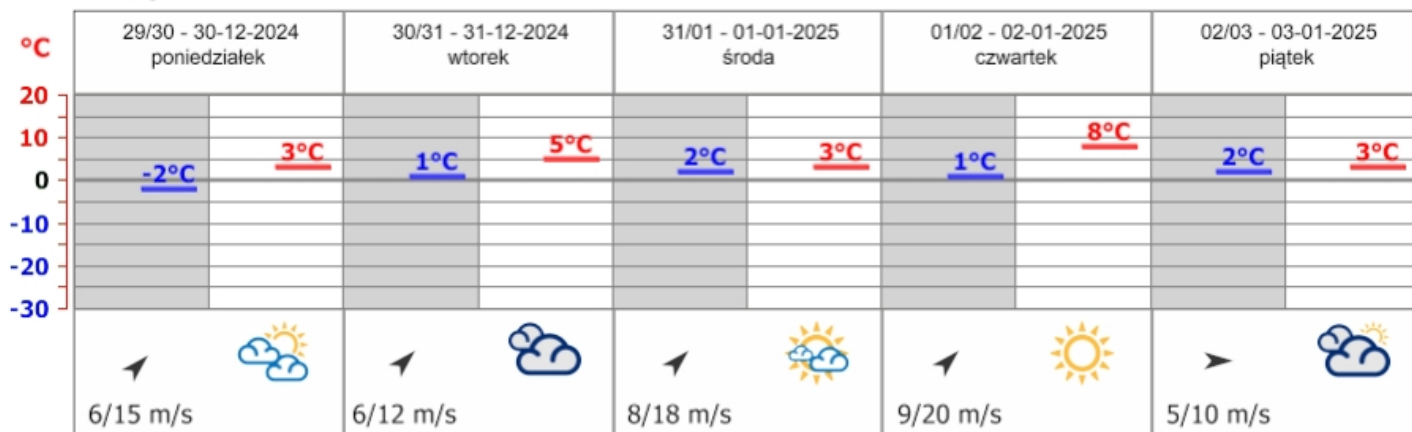 °C
29/30 - 30-12-2024
poniedziałek
30/31 - 31-12-2024
wtorek
31/01 - 01-01-2025
środa
01/02 - 02-01-2025
czwartek
02/03 - 03-01-2025
piątek
20
10
0
-10
-20
-30
-2°C
3°C
1°C
5°C
2°C
3°C
1°C
8°C
2°C
3°C
6/15 m/s
6/12 m/s
8/18 m/s
9/20 m/s
5/10 m/s